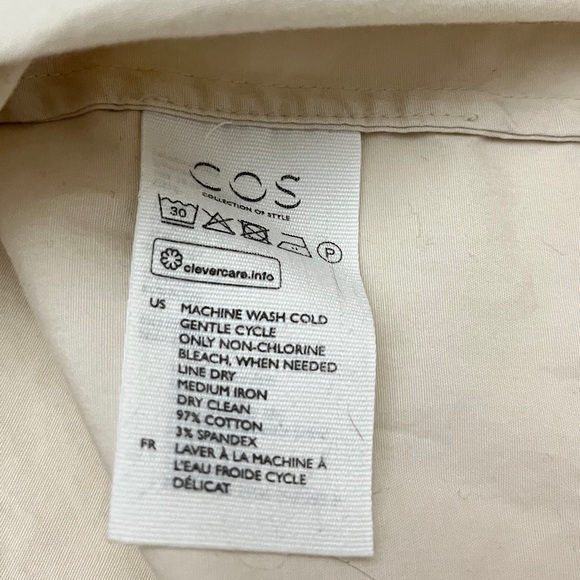 COS
COLLECTION OF STYLE
30 P
clevercare.info
US MACHINE WASH COLD
GENTLE CYCLE
ONLY NON-CHLORINE
BLEACH, WHEN NEEDED
LINE DRY
MEDIUM IRON
DRY CLEAN
97% COTTON
3% SPANDEX
FR LAVER À LA MACHINE À
L'EAU FROIDE CYCLE
DÉLICAT